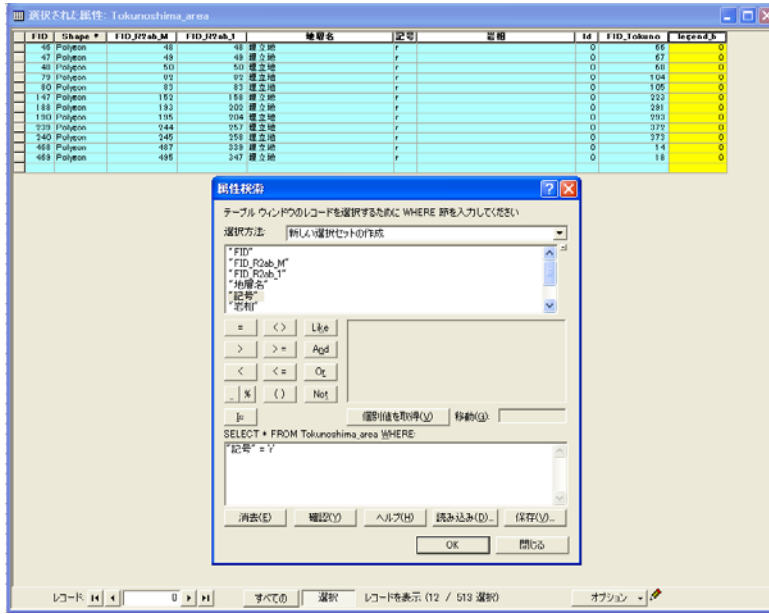 選択された属性: Tokunoshima_area
FID Shape * FID_R2ab_M FID_R2ab_1 地層名 記号 岩相 Id FID_Tokuno legend_b
46 Polygon 48 48 埋立地 r 0 66 0
47 Polygon 49 49 埋立地 r 0 67 0
48 Polygon 50 50 埋立地 r 0 68 0
79 Polygon 82 92 埋立地 r 0 104 0
80 Polygon 83 83 埋立地 r 0 105 0
147 Polygon 152 158 埋立地 r 0 223 0
188 Polygon 193 202 埋立地 r 0 291 0
190 Polygon 195 204 埋立地 r 0 293 0
239 Polygon 244 257 埋立地 r 0 372 0
240 Polygon 245 258 埋立地 r 0 373 0
468 Polygon 487 339 埋立地 r 0 14 0
469 Polygon 495 347 埋立地 r 0 18 0
属性検索
テーブル ウィンドウのレコードを選択するために WHERE 節を入力してください
選択方法: 新しい選択セットの作成
"FID"
"FID_R2ab_M"
"FID_R2ab_1"
"地層名"
"記号"
"岩相"
= <> Like
> >= And
< <= Or
_ % () Not
Is 個別値を取得(V) 移動(G):
SELECT * FROM Tokunoshima_area WHERE:
"記号" = 'r'
消去(E) 確認(Y) ヘルプ(H) 読み込み(D)... 保存(V)...
OK 閉じる
レコード: 0 すべての 選択 レコードを表示 (12 / 513 選択) オプション